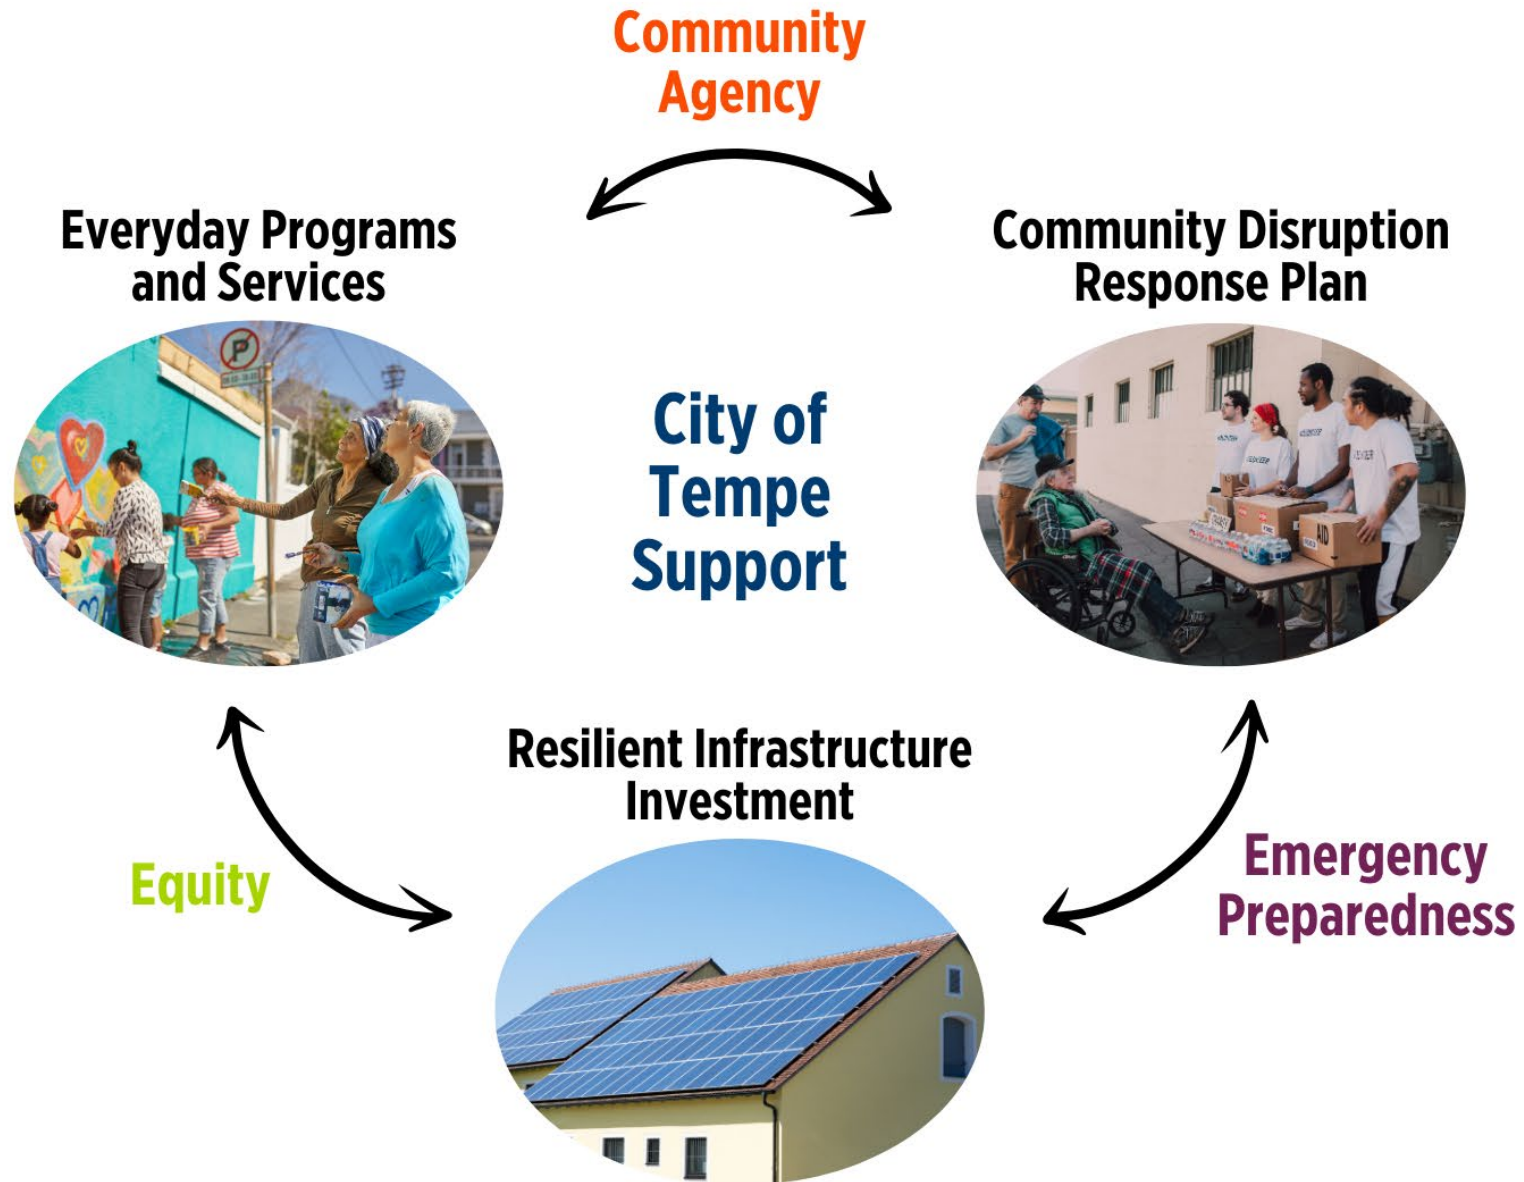 Community
Agency
Everyday Programs
and Services
Community Disruption
Response Plan
P
City of
Tempe
Support
AID
Resilient Infrastructure
Investment
Equity
Emergency
Preparedness